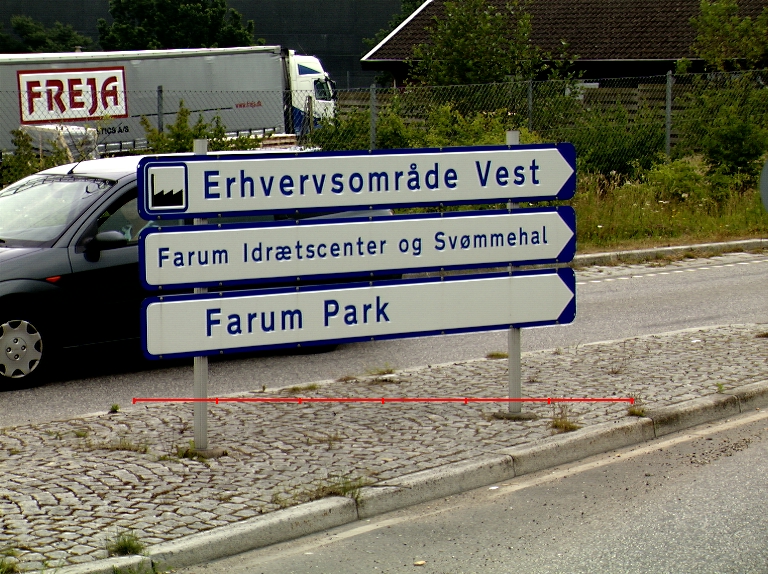 FREJA
Erhvervsområde Vest
Farum Idrætscenter og Svømmehal
Farum Park